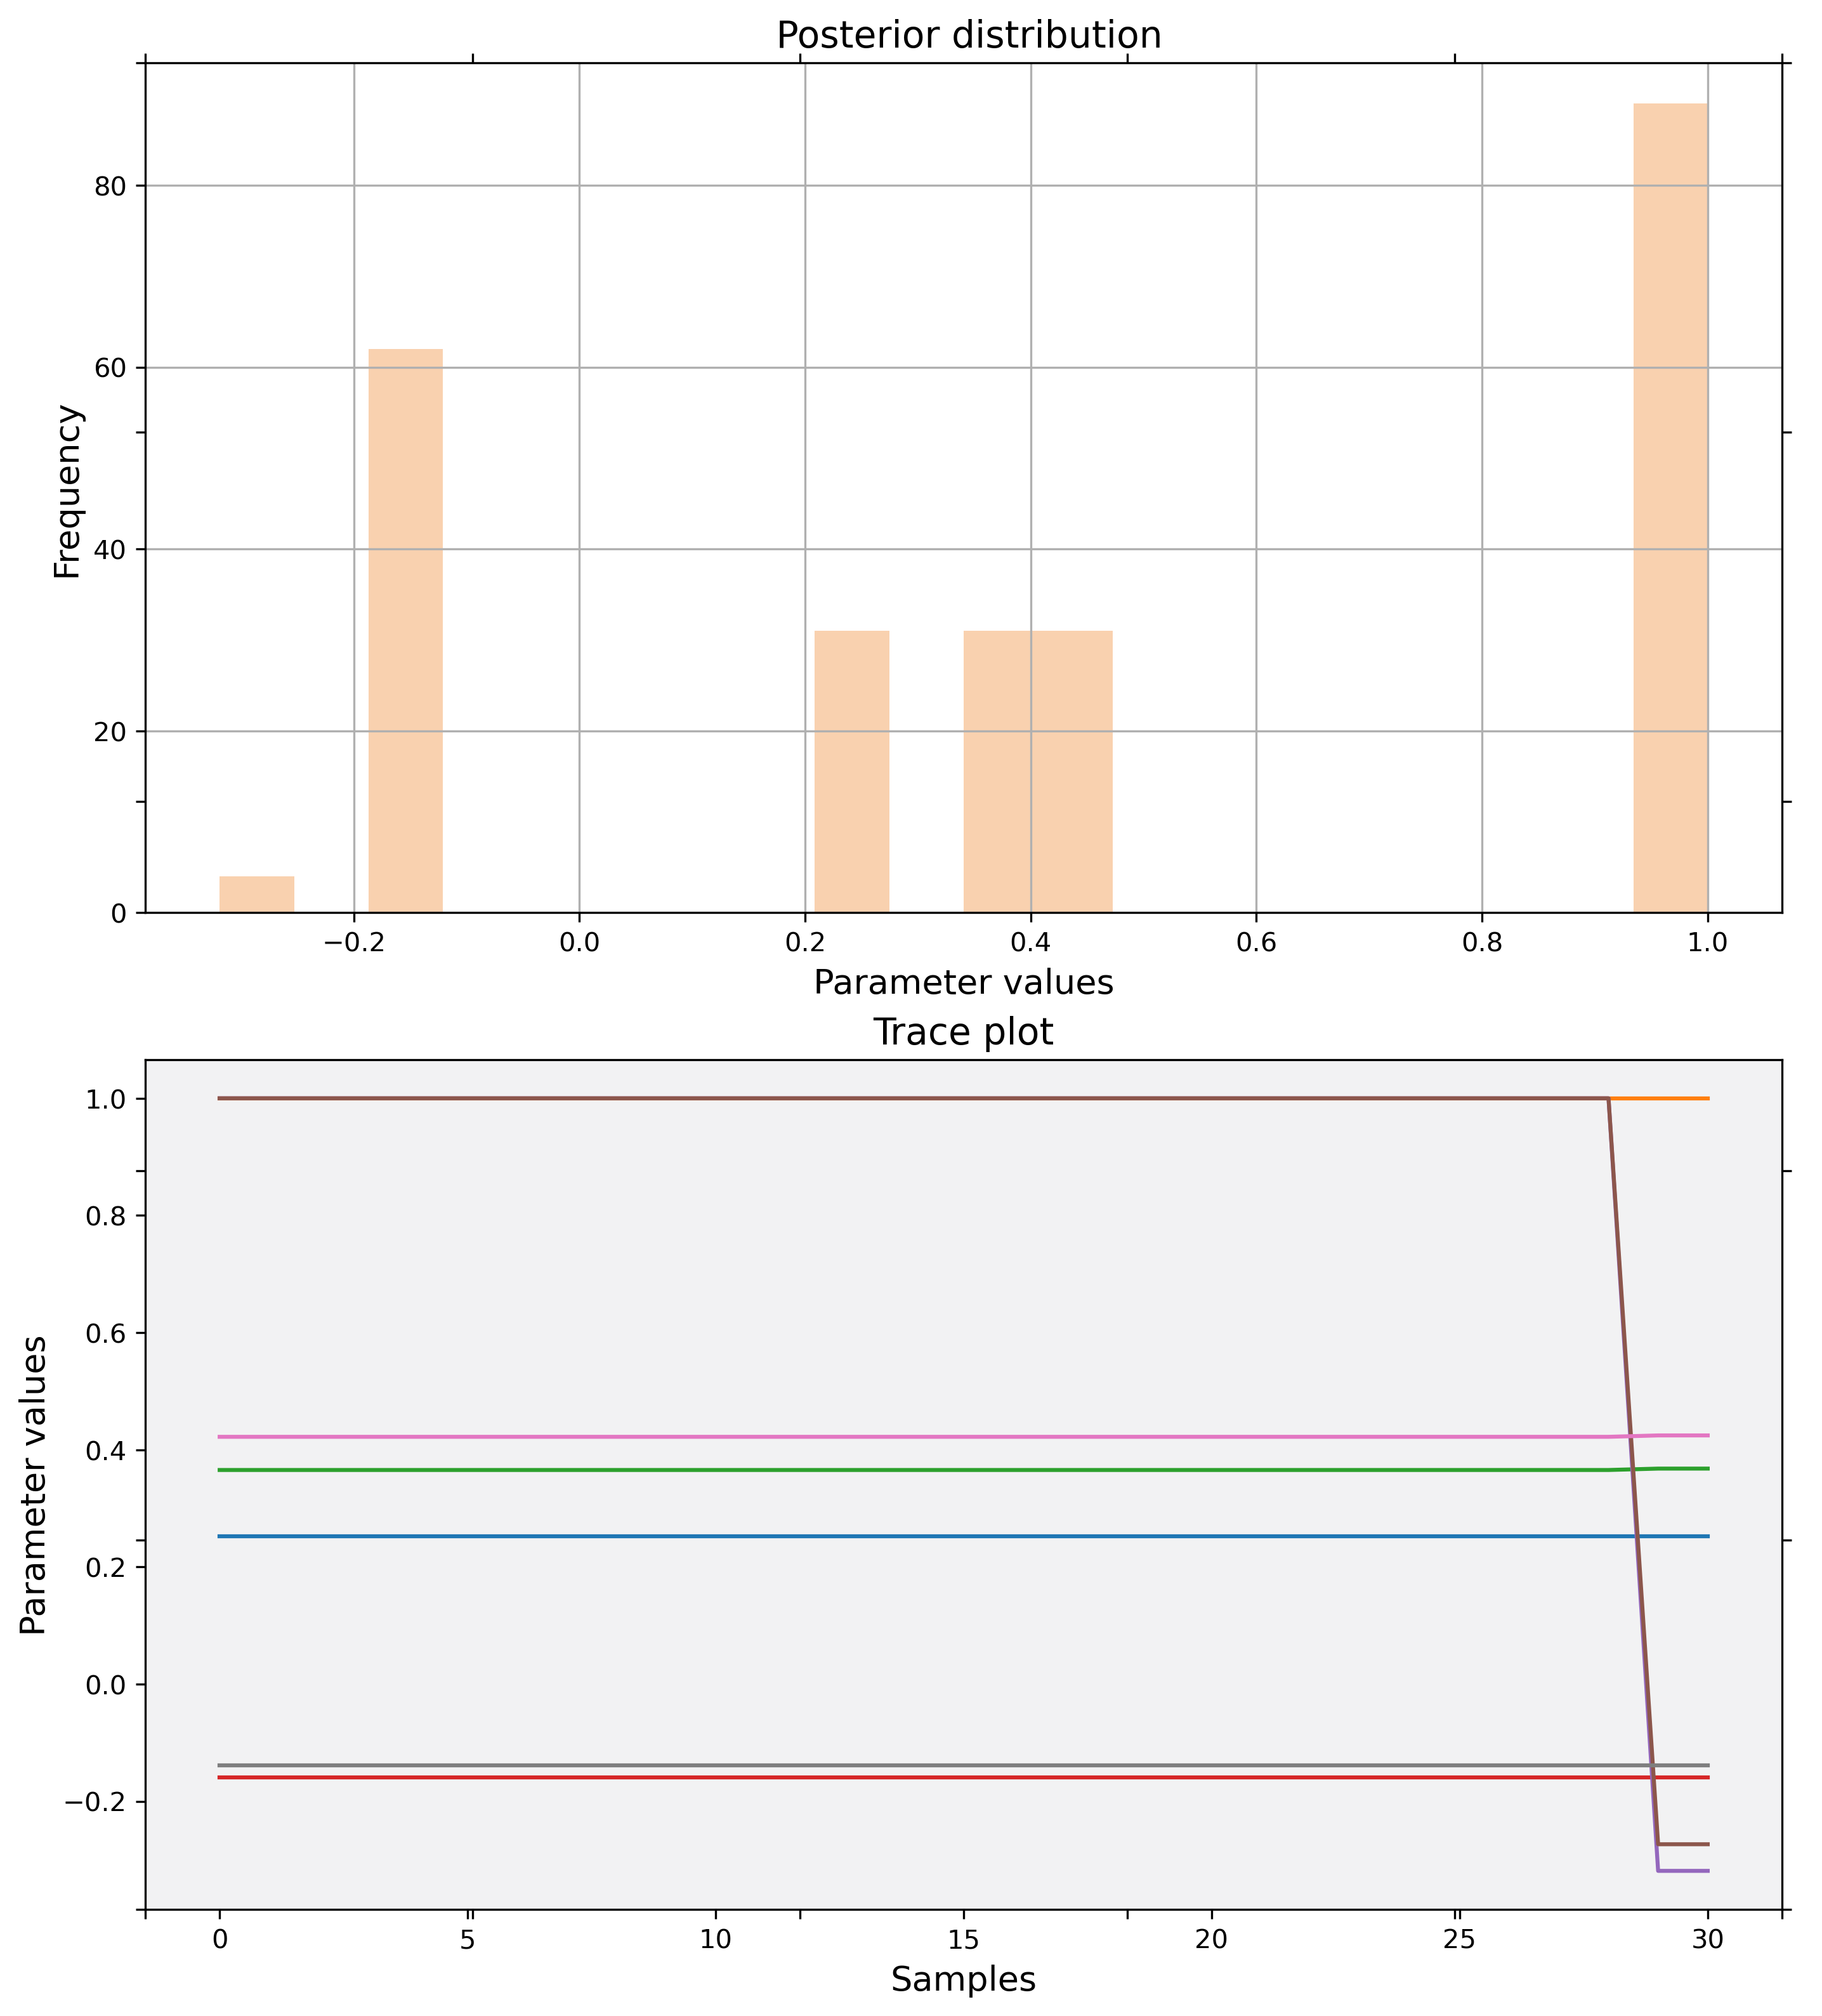 Posterior distribution
80
60
40
20
0
Frequency
−0.2 0.0 0.2 0.4 0.6 0.8 1.0
Parameter values
Trace plot
1.0
0.8
0.6
0.4
0.2
0.0
−0.2
Parameter values
0 5 10 15 20 25 30
Samples